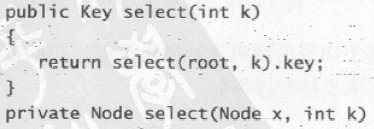 public Key select(int k)
{
return select(root, k).key;
}
private Node select(Node x, int k)